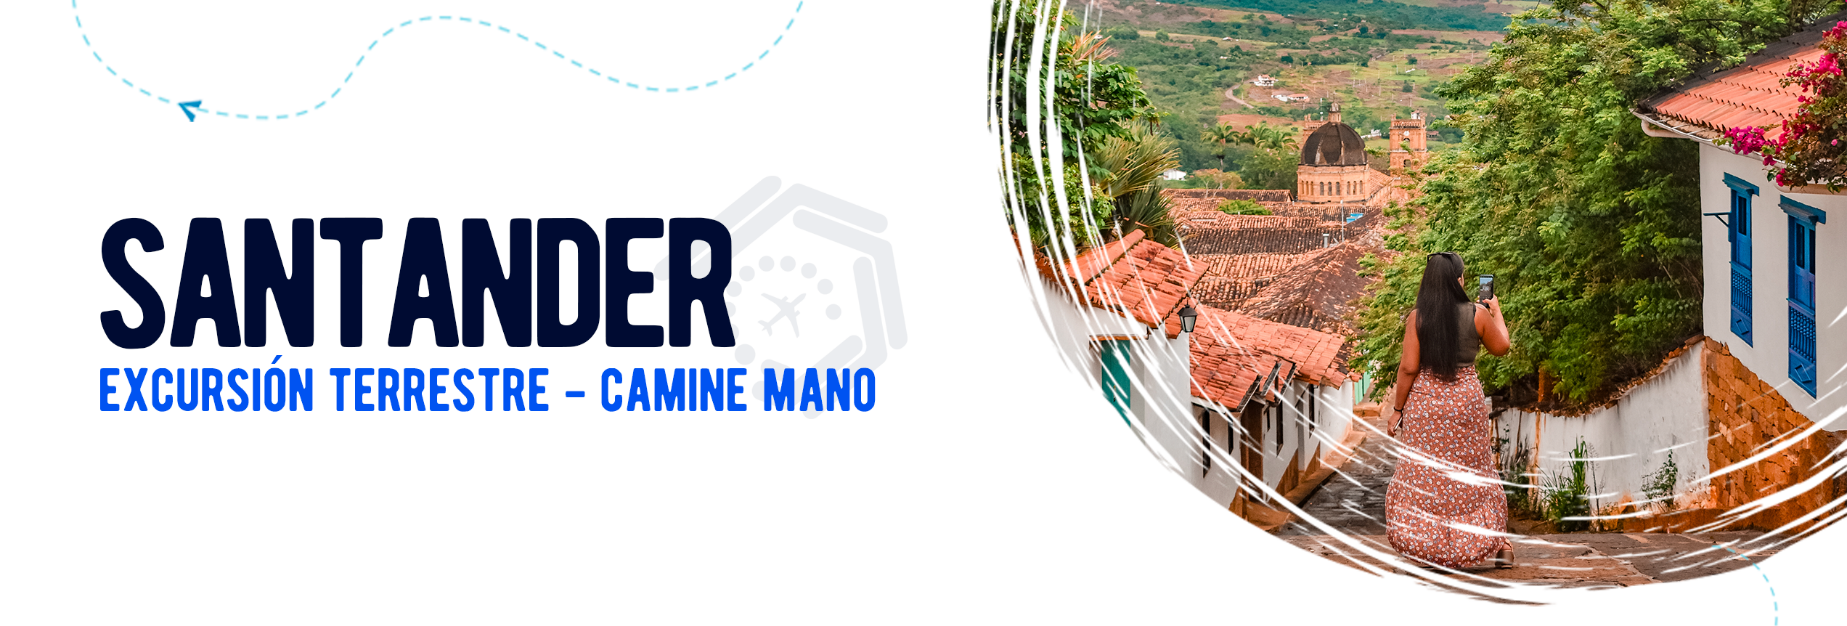 SANTANDER
EXCURSIÓN TERRESTRE - CAMINE MANO